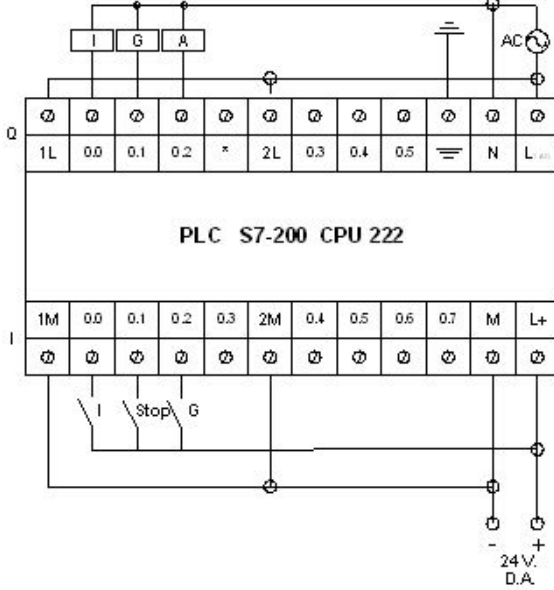 I G A AC
Q
1L 0.0 0.1 0.2 * 2L 0.3 0.4 0.5 N L
PLC S7-200 CPU 222
I
1M 0.0 0.1 0.2 0.3 2M 0.4 0.5 0.6 0.7 M L+
I Stop G
- +
24 V.
D.A.